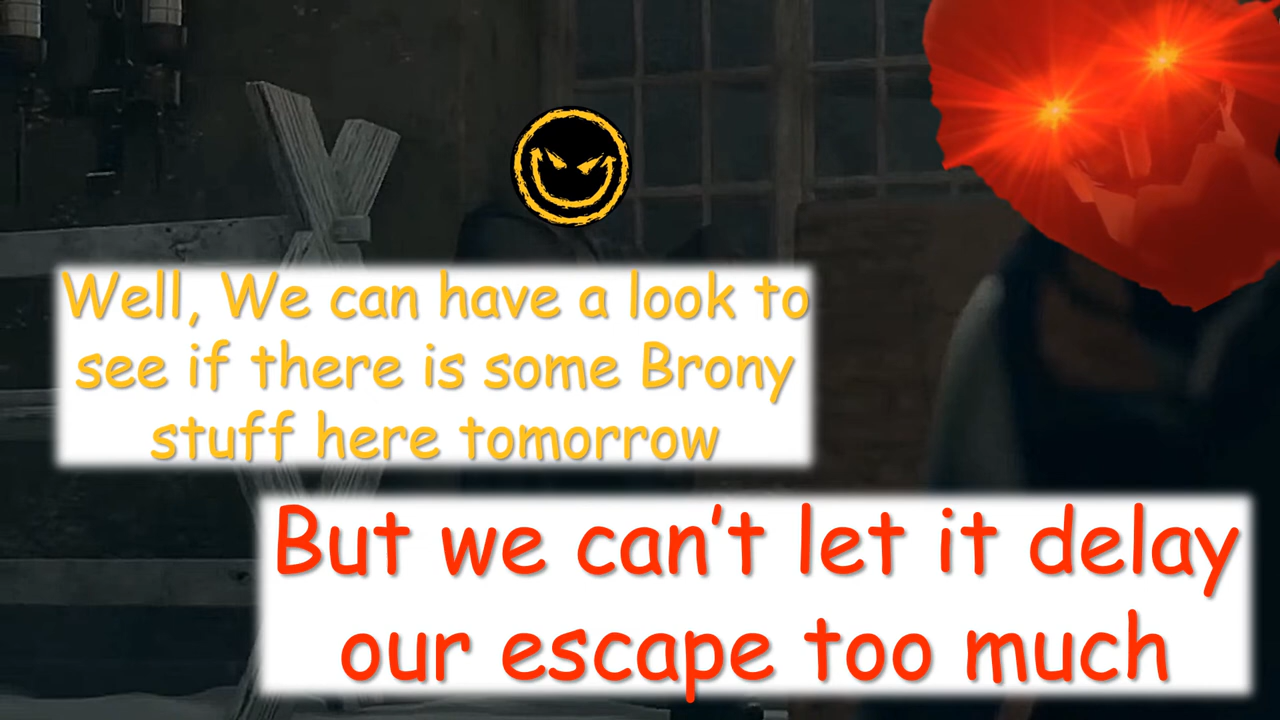 Well, We can have a look to
see if there is some Brony
stuff here tomorrow
But we can’t let it delay
our escape too much